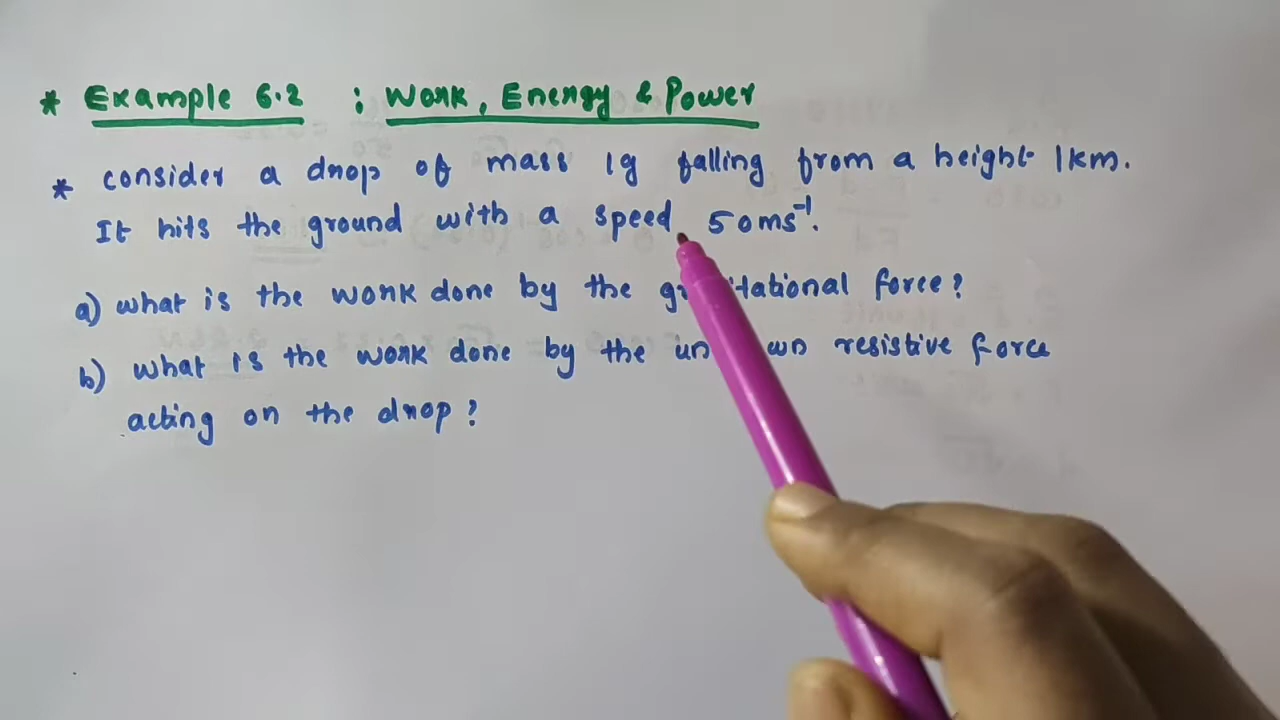 * Example 6.2 : Work, Energy & Power
* consider a drop of mass 1g falling from a height 1km.
It hits the ground with a speed 50ms⁻¹.
a) what is the work done by the gravitational force?
b) what is the work done by the resistive force
acting on the drop?